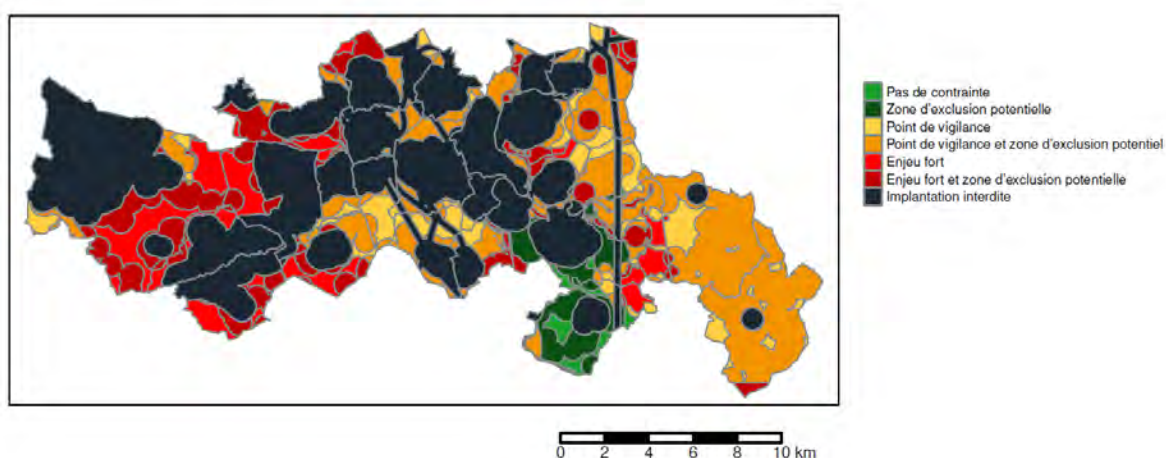 Pas de contrainte
Zone d'exclusion potentielle
Point de vigilance
Point de vigilance et zone d'exclusion potentiel
Enjeu fort
Enjeu fort et zone d'exclusion potentielle
Implantation interdite
0 2 4 6 8 10 km